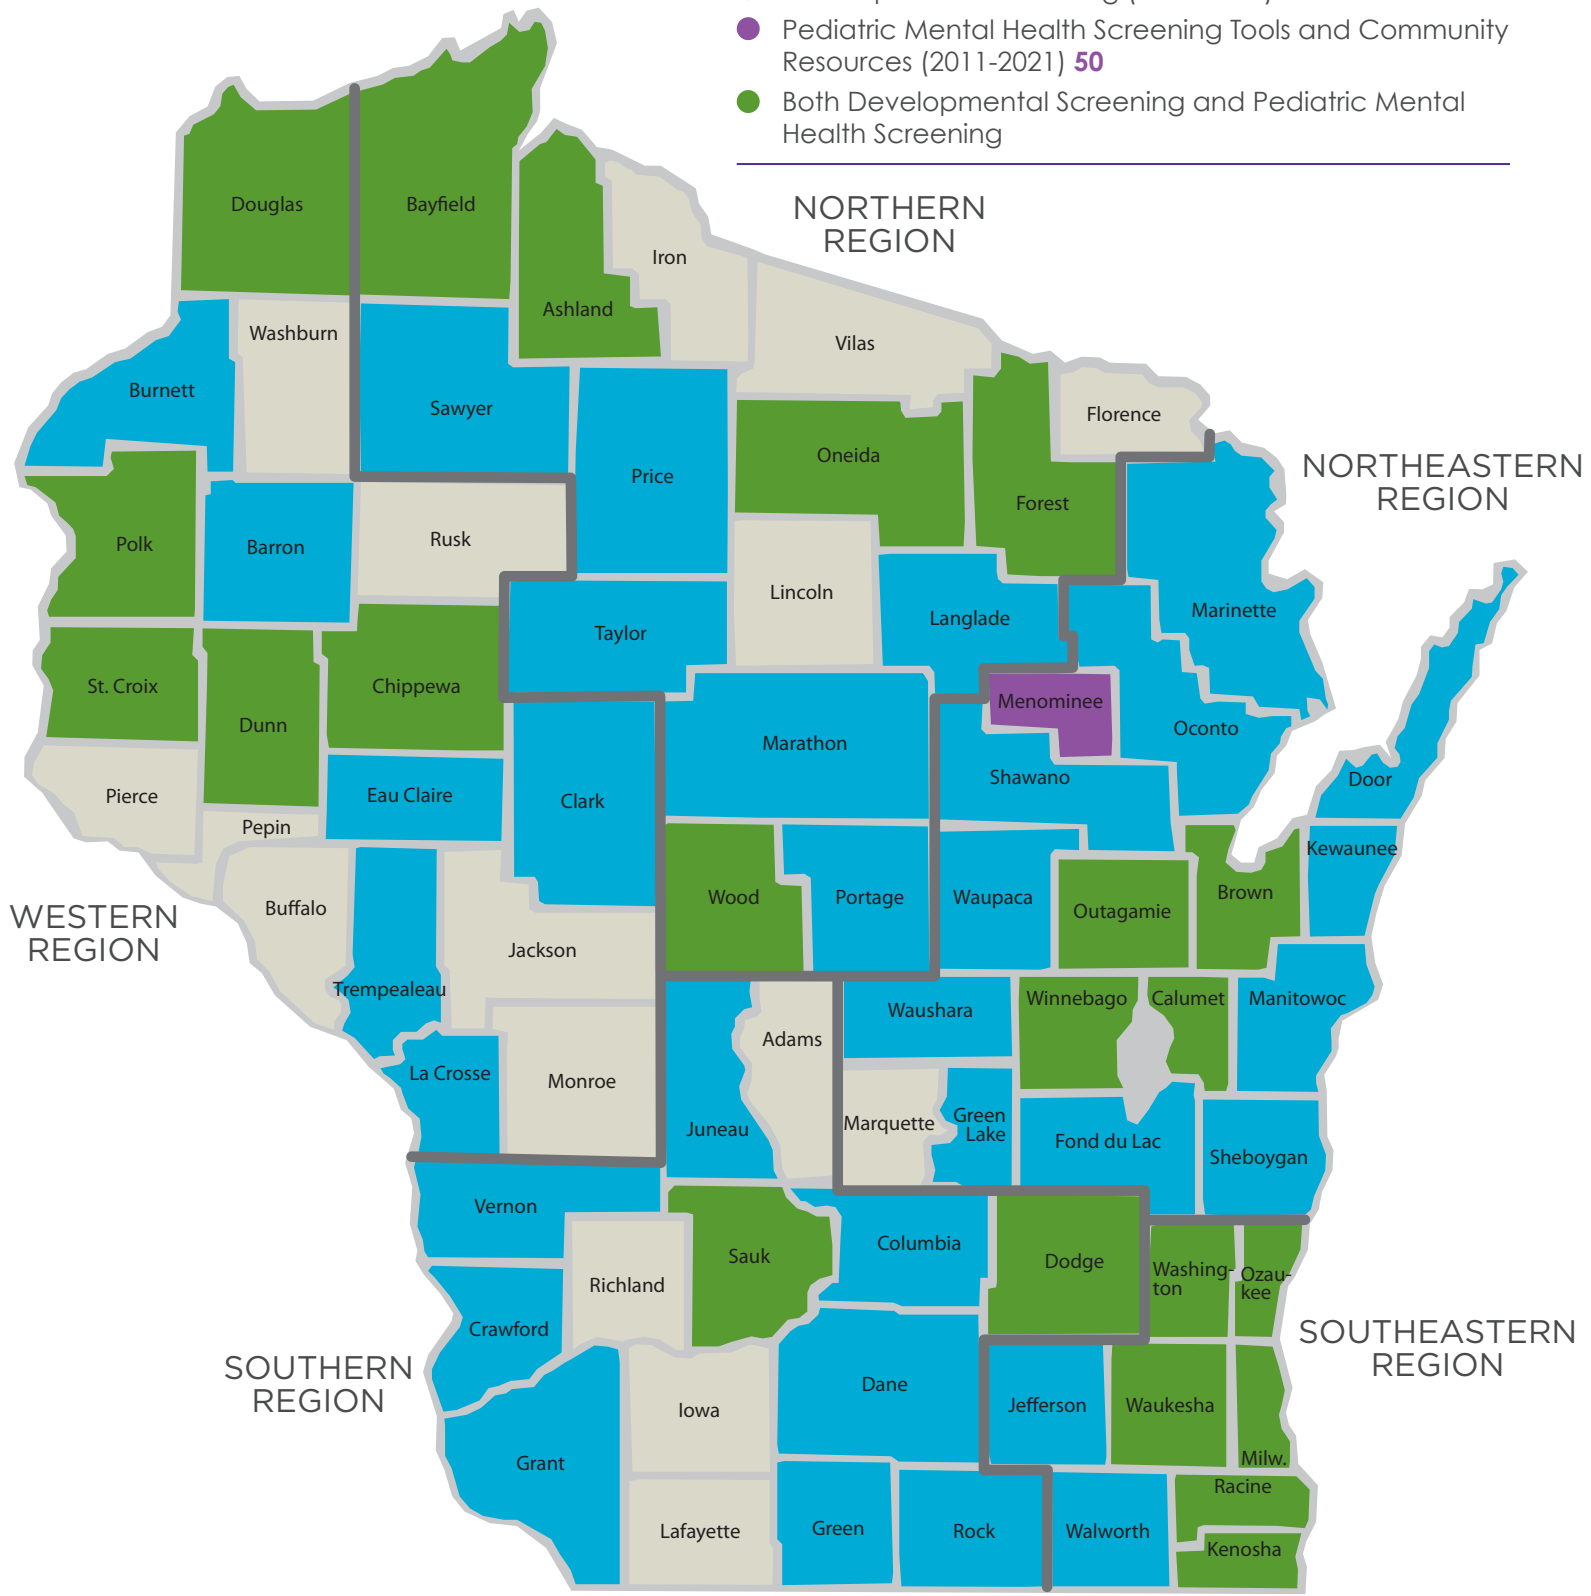 Pediatric Mental Health Screening Tools and Community
Resources (2011-2021) 50
Both Developmental Screening and Pediatric Mental
Health Screening
NORTHERN
REGION
Douglas
Bayfield
Iron
Ashland
Washburn
Vilas
Burnett
Sawyer
Florence
Price
Oneida
NORTHEASTERN
REGION
Forest
Polk
Barron
Rusk
Lincoln
Taylor
Langlade
Marinette
St. Croix
Chippewa
Menominee
Dunn
Marathon
Oconto
Shawano
Door
Pierce
Eau Claire
Clark
Pepin
Kewaunee
Wood
Portage
Waupaca
Brown
Outagamie
WESTERN
REGION
Buffalo
Jackson
Trempealeau
Winnebago
Calumet
Manitowoc
Waushara
Adams
La Crosse
Monroe
Juneau
Marquette
Green
Lake
Fond du Lac
Sheboygan
Vernon
Columbia
Sauk
Dodge
Washing-
ton
Ozau-
kee
Richland
Crawford
SOUTHEASTERN
REGION
SOUTHERN
REGION
Dane
Iowa
Jefferson
Waukesha
Grant
Milw.
Racine
Lafayette
Green
Rock
Walworth
Kenosha